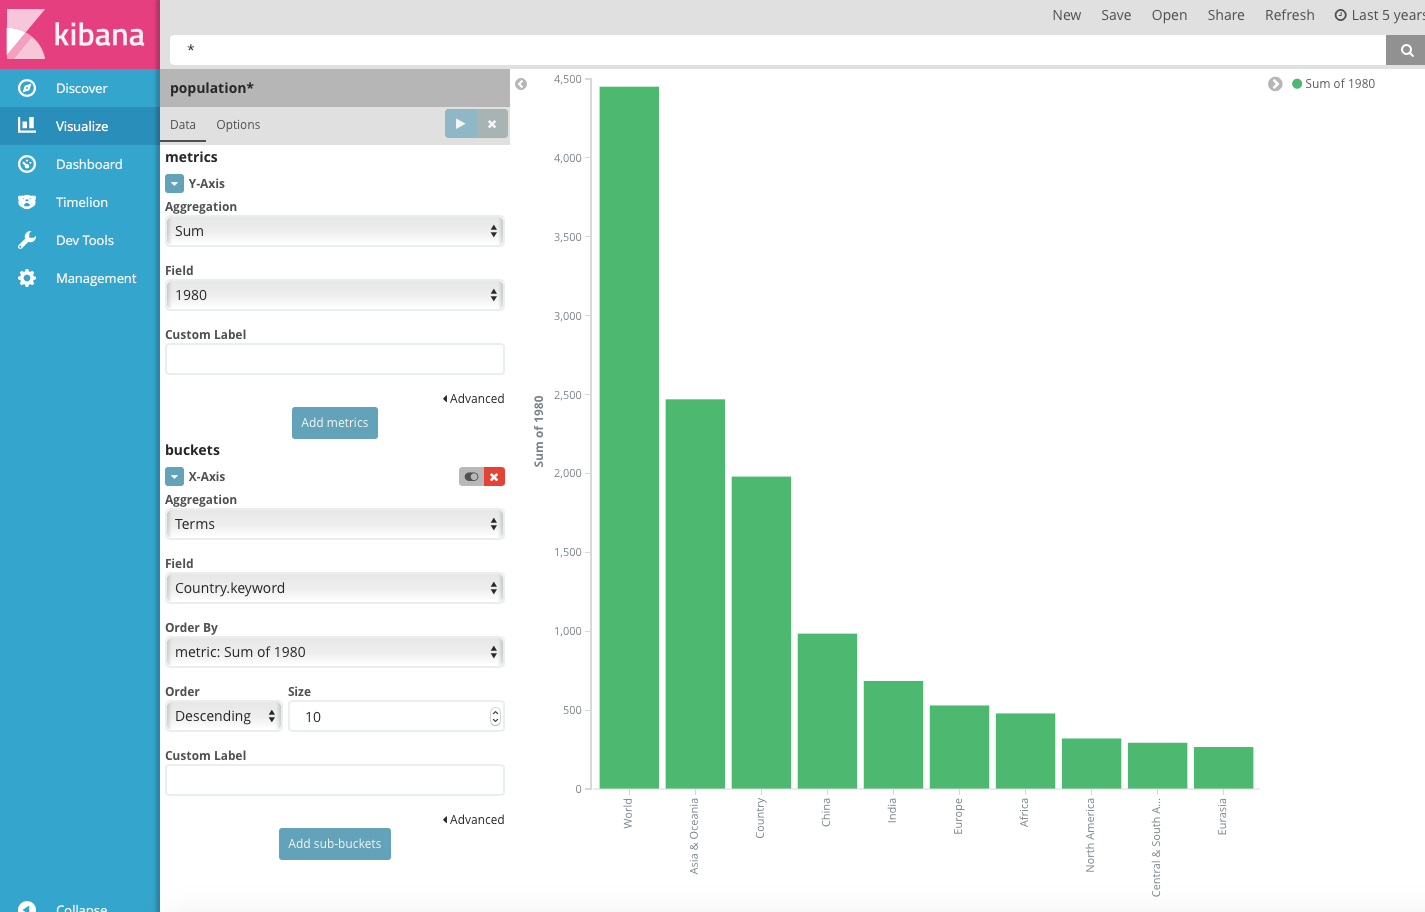 kibana
New Save Open Share Refresh Last 5 years
*
Discover
Visualize
Dashboard
Timelion
Dev Tools
Management
Collapse
population*
Data Options
metrics
Y-Axis
Aggregation
Sum
Field
1980
Custom Label
Advanced
Add metrics
buckets
X-Axis
Aggregation
Terms
Field
Country.keyword
Order By
metric: Sum of 1980
Order Size
Descending 10
Custom Label
Advanced
Add sub-buckets
Sum of 1980
4,500
4,000
3,500
3,000
2,500
2,000
1,500
1,000
500
0
Sum of 1980
World
Asia & Oceania
Country
China
India
Europe
Africa
North America
Central & South A...
Eurasia